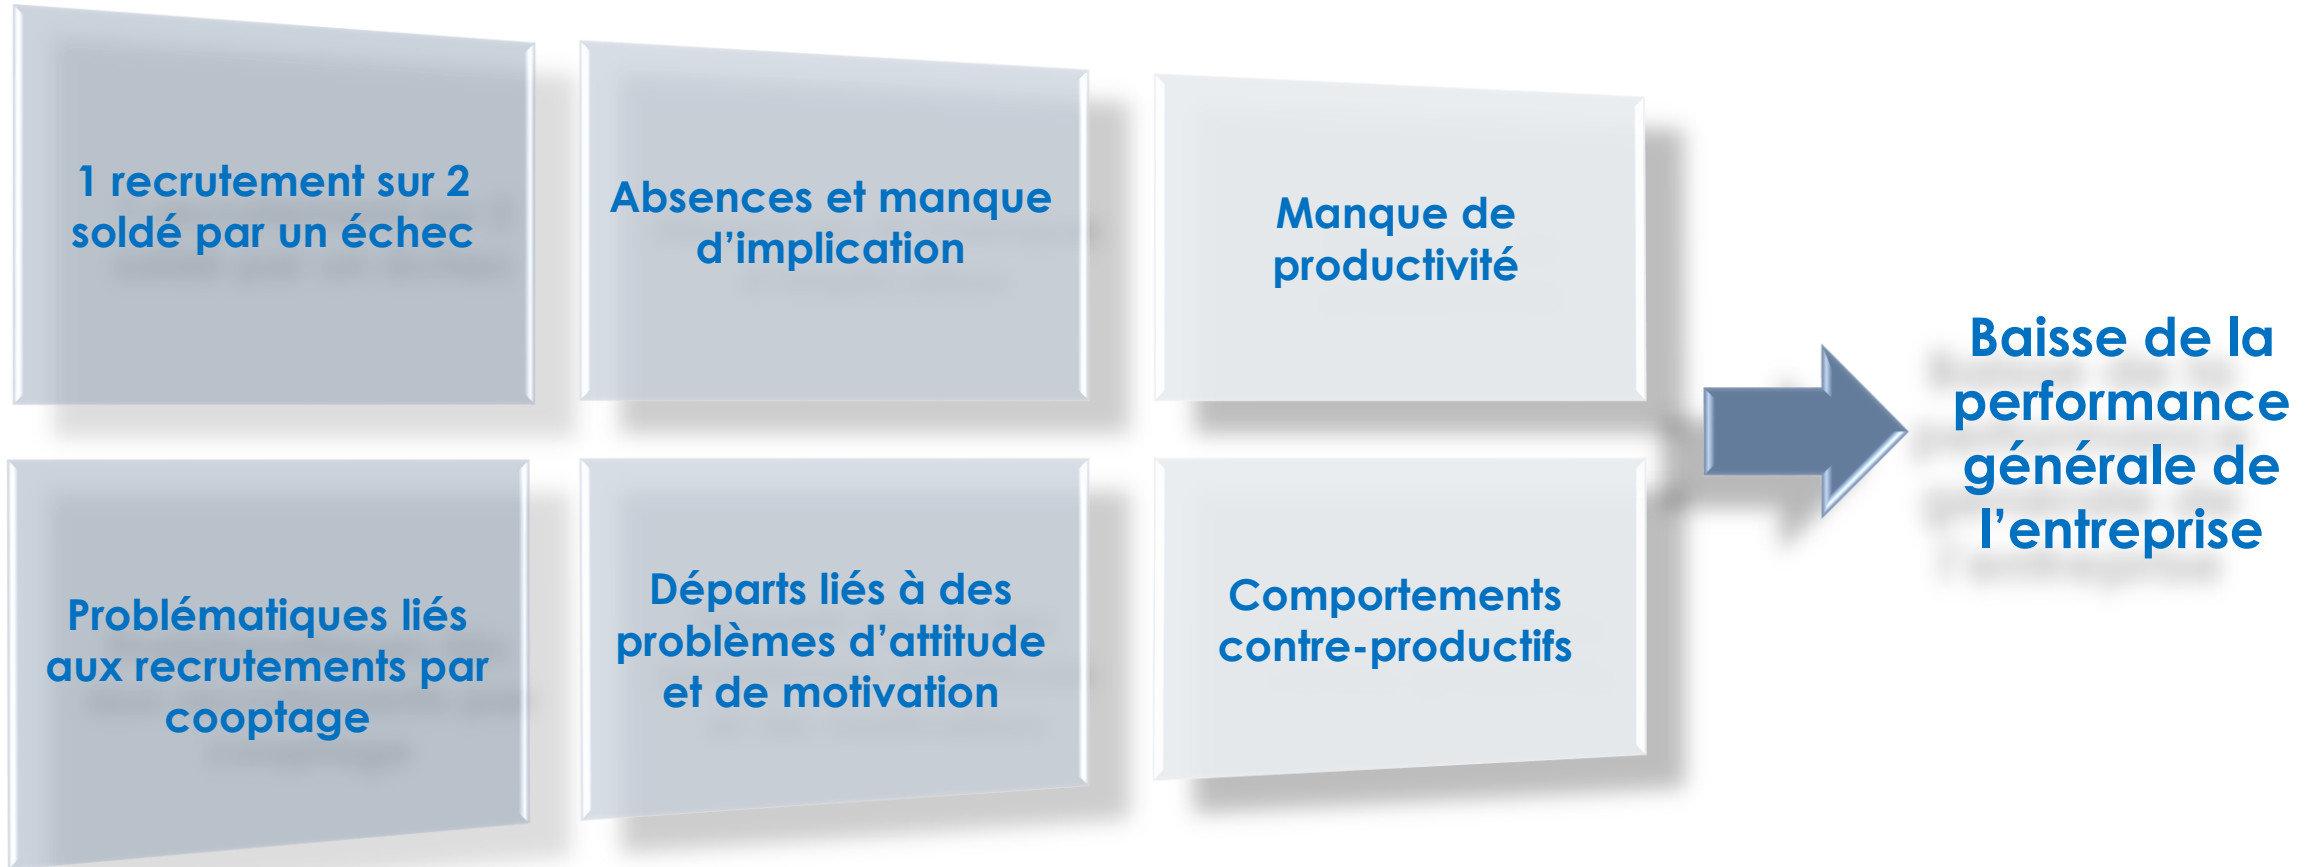 1 recrutement sur 2
soldé par un échec
Absences et manque
d’implication
Manque de
productivité
Problématiques liés
aux recrutements par
cooptage
Départs liés à des
problèmes d’attitude
et de motivation
Comportements
contre-productifs
Baisse de la
performance
générale de
l’entreprise